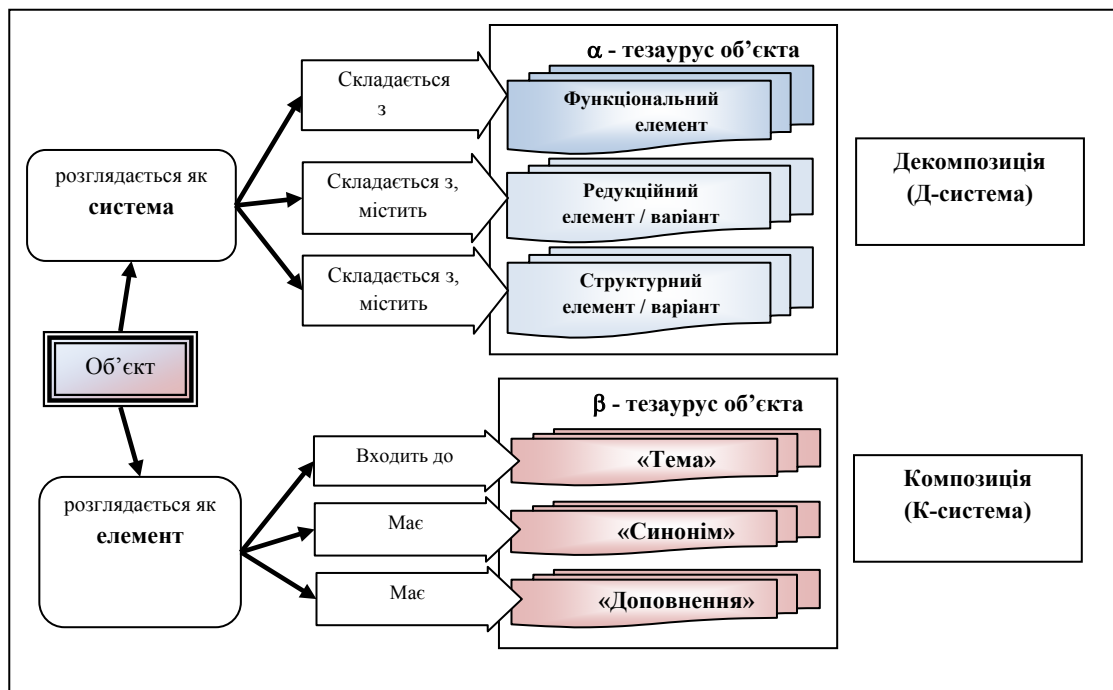 α - тезаурус об’єкта
Складається
з
Функціональний
елемент
розглядається як
система
Складається з,
містить
Редукційний
елемент / варіант
Декомпозиція
(Д-система)
Складається з,
містить
Структурний
елемент / варіант
Об’єкт
β - тезаурус об’єкта
Входить до
«Тема»
розглядається як
елемент
Має
«Синонім»
Композиція
(К-система)
Має
«Доповнення»